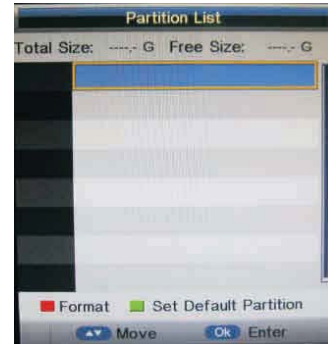 Partition List
Total Size: ----.- G Free Size: ----.- G
Format Set Default Partition
Move Ok Enter